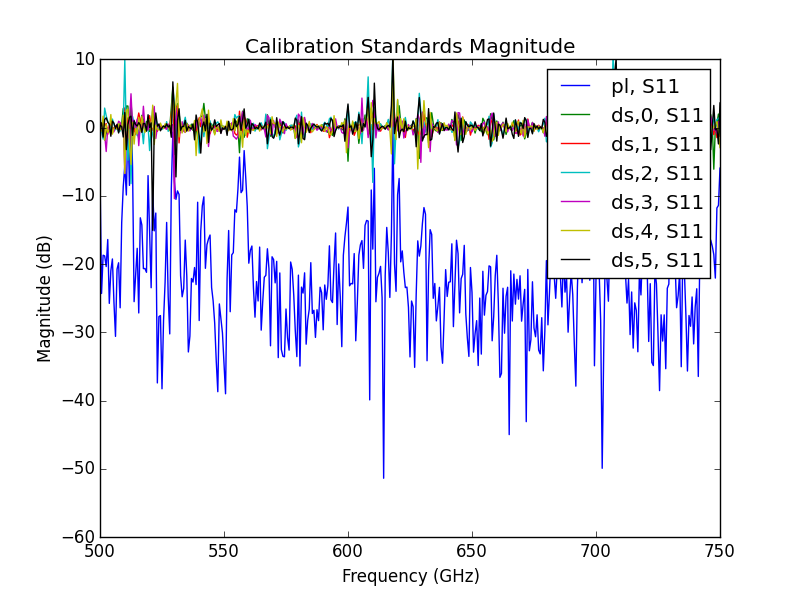 Calibration Standards Magnitude
10
0
−10
−20
−30
−40
−50
−60
Magnitude (dB)
pl, S11
ds,0, S11
ds,1, S11
ds,2, S11
ds,3, S11
ds,4, S11
ds,5, S11
500
550
600
650
700
750
Frequency (GHz)